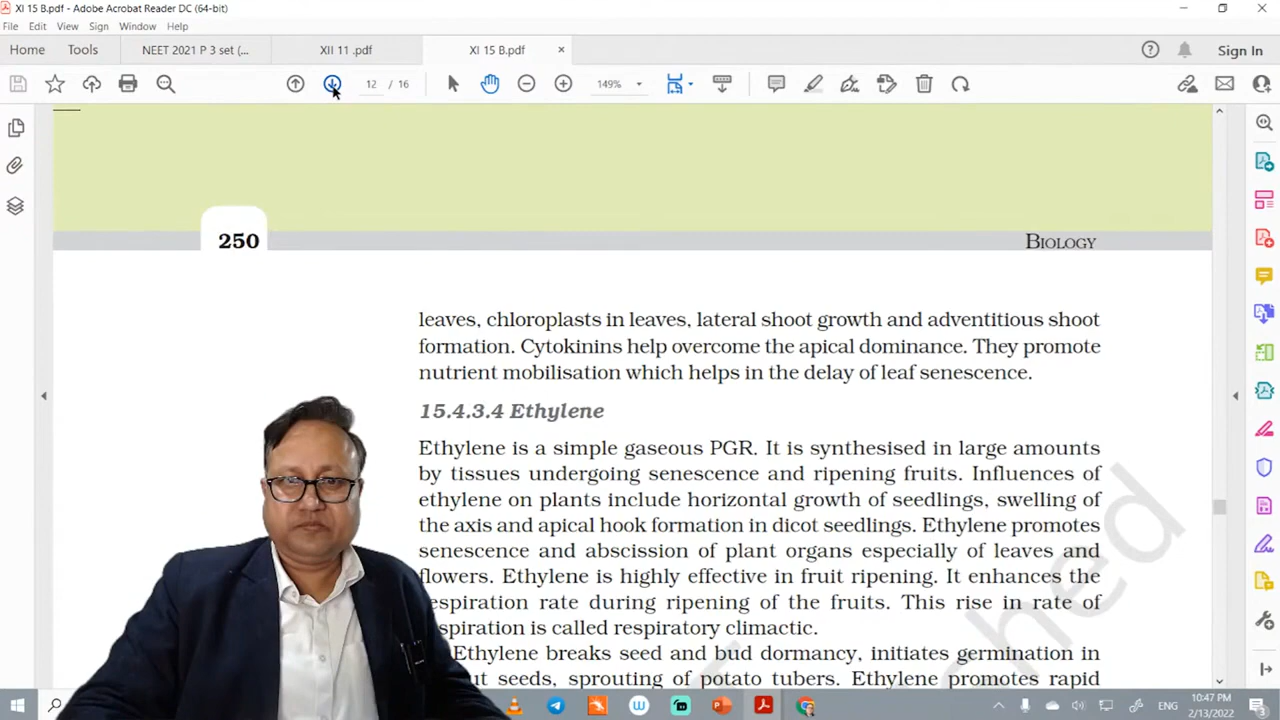 XI 15 B.pdf - Adobe Acrobat Reader DC (64-bit)
File Edit View Sign Window Help
Home Tools NEET 2021 P 3 set (... XII 11 .pdf XI 15 B.pdf × Sign In
12 / 16 149%
250 BIOLOGY
leaves, chloroplasts in leaves, lateral shoot growth and adventitious shoot
formation. Cytokinins help overcome the apical dominance. They promote
nutrient mobilisation which helps in the delay of leaf senescence.
15.4.3.4 Ethylene
Ethylene is a simple gaseous PGR. It is synthesised in large amounts
by tissues undergoing senescence and ripening fruits. Influences of
ethylene on plants include horizontal growth of seedlings, swelling of
the axis and apical hook formation in dicot seedlings. Ethylene promotes
senescence and abscission of plant organs especially of leaves and
flowers. Ethylene is highly effective in fruit ripening. It enhances the
espiration rate during ripening of the fruits. This rise in rate of
spiration is called respiratory climactic.
Ethylene breaks seed and bud dormancy, initiates germination in
ut seeds, sprouting of potato tubers. Ethylene promotes rapid
ENG 10:47 PM
2/13/2022